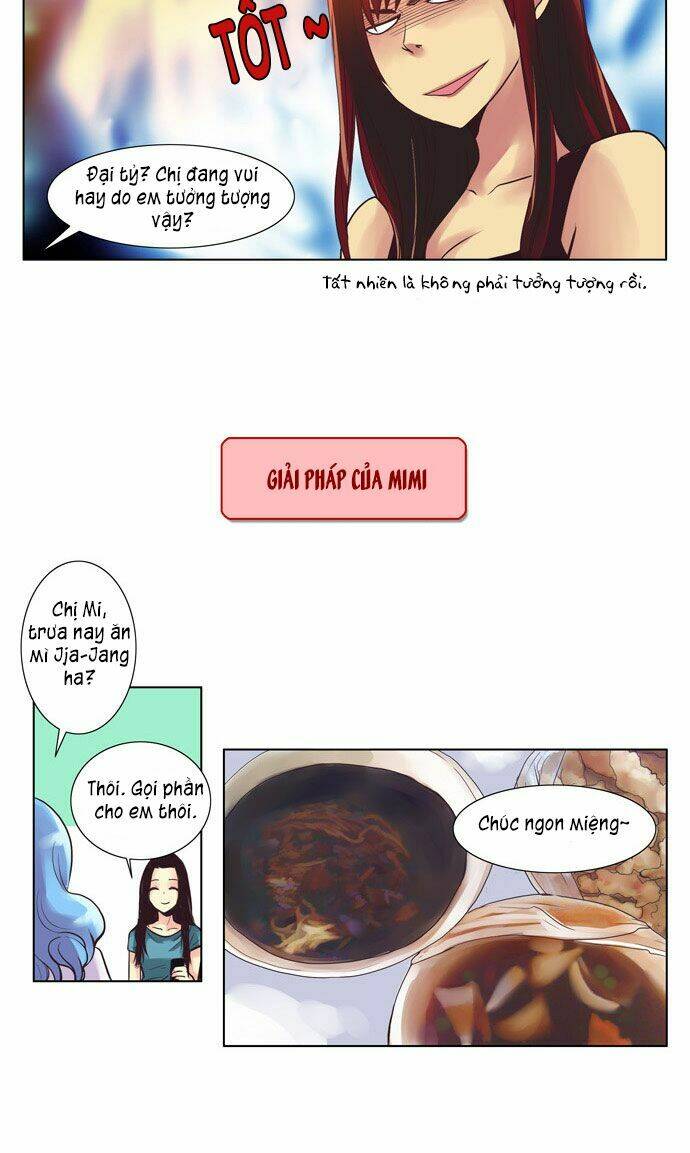 TỐT ~
Đại tỷ? Chị đang vui
hay do em tưởng tượng
vậy?
Tất nhiên là không phải tưởng tượng rồi.
GIẢI PHÁP CỦA MIMI
Chị Mi,
trưa nay ăn
mì Jja-Jang
ha?
Thôi. Gọi phần
cho em thôi.
Chúc ngon miệng~